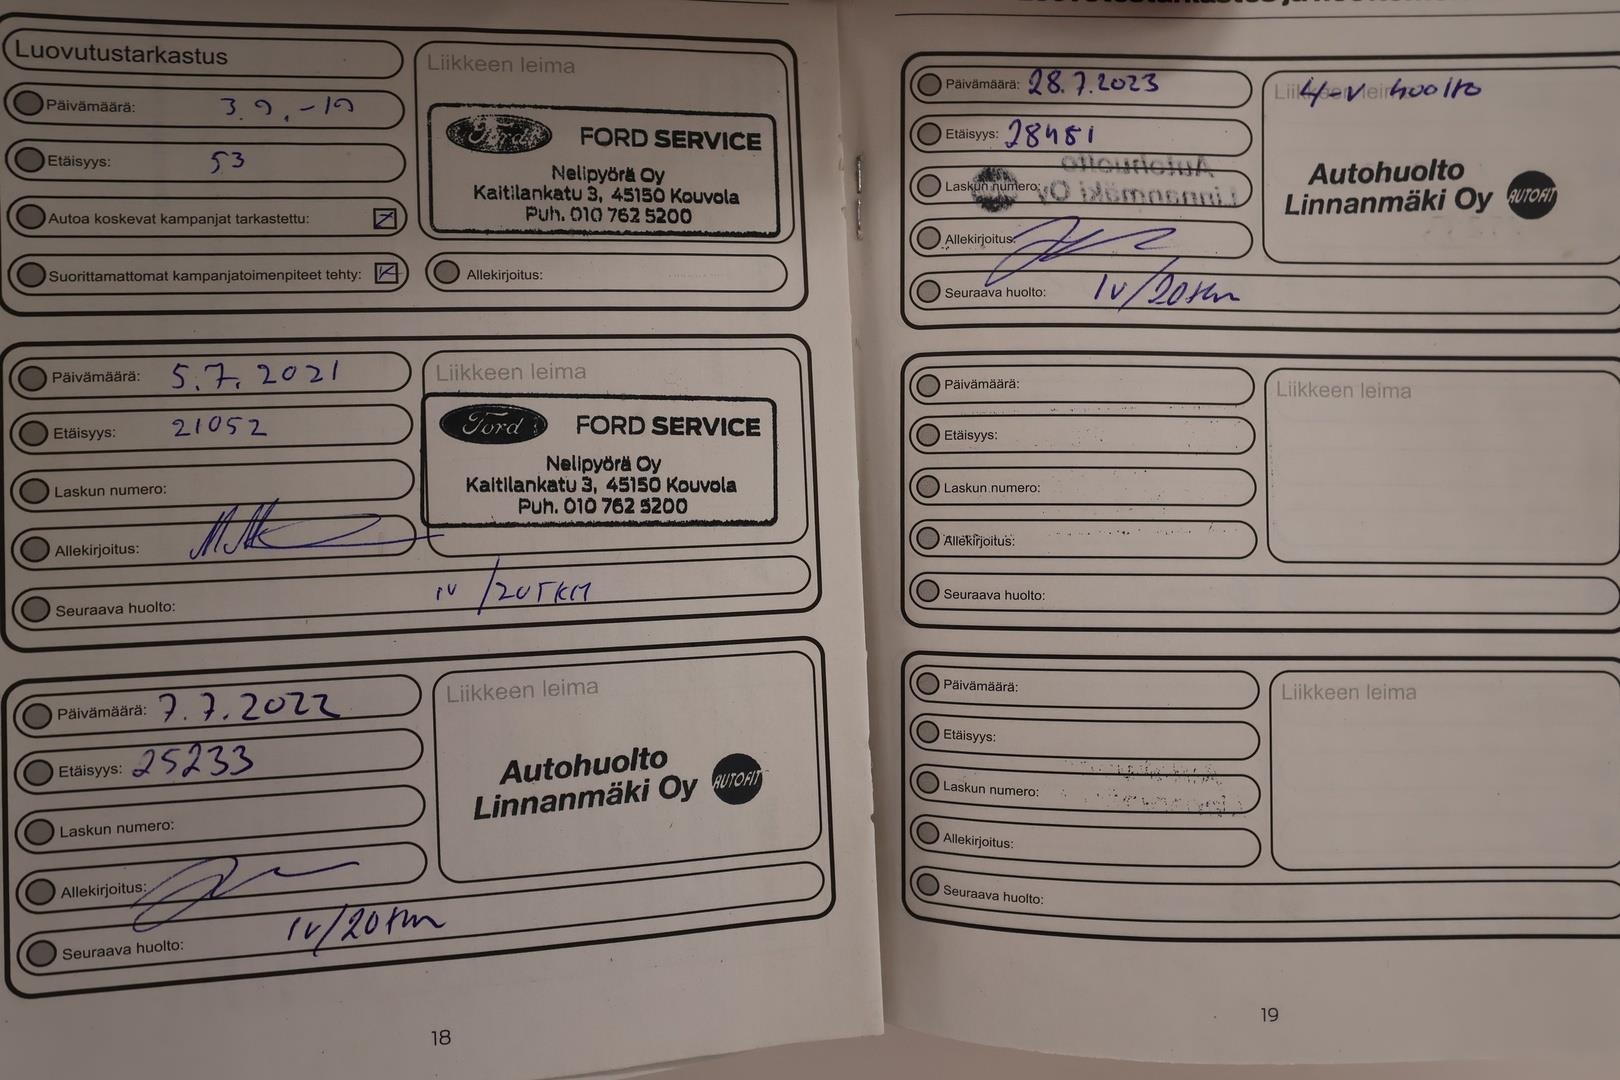 Luovutustarkastus
Päivämäärä: 3.9.-19
Etäisyys: 53
Autoa koskevat kampanjat tarkastettu:
Suorittamattomat kampanjatoimenpiteet tehty:
Liikkeen leima
Ford FORD SERVICE
Nelipyörä Oy
Kaitilankatu 3, 45150 Kouvola
Puh. 010 762 5200
Allekirjoitus:
Päivämäärä: 5.7.2021
Etäisyys: 21052
Laskun numero:
Allekirjoitus:
Liikkeen leima
Ford FORD SERVICE
Nelipyörä Oy
Kaitilankatu 3, 45150 Kouvola
Puh. 010 762 5200
Seuraava huolto: 1V/20TKM
Päivämäärä: 7.7.2022
Etäisyys: 25233
Laskun numero:
Allekirjoitus:
Liikkeen leima
Autohuolto
Linnanmäki Oy AUTOFIT
Seuraava huolto: 1v/20tkm
18
Päivämäärä: 28.7.2023
Etäisyys: 28451
Laskun numero:
Allekirjoitus:
Liikkeen leima
4-v huolto
Autohuolto
Linnanmäki Oy AUTOFIT
Seuraava huolto: 1v/20tkm
Päivämäärä:
Etäisyys:
Laskun numero:
Allekirjoitus:
Liikkeen leima
Seuraava huolto:
Päivämäärä:
Etäisyys:
Laskun numero:
Allekirjoitus:
Liikkeen leima
Seuraava huolto:
19